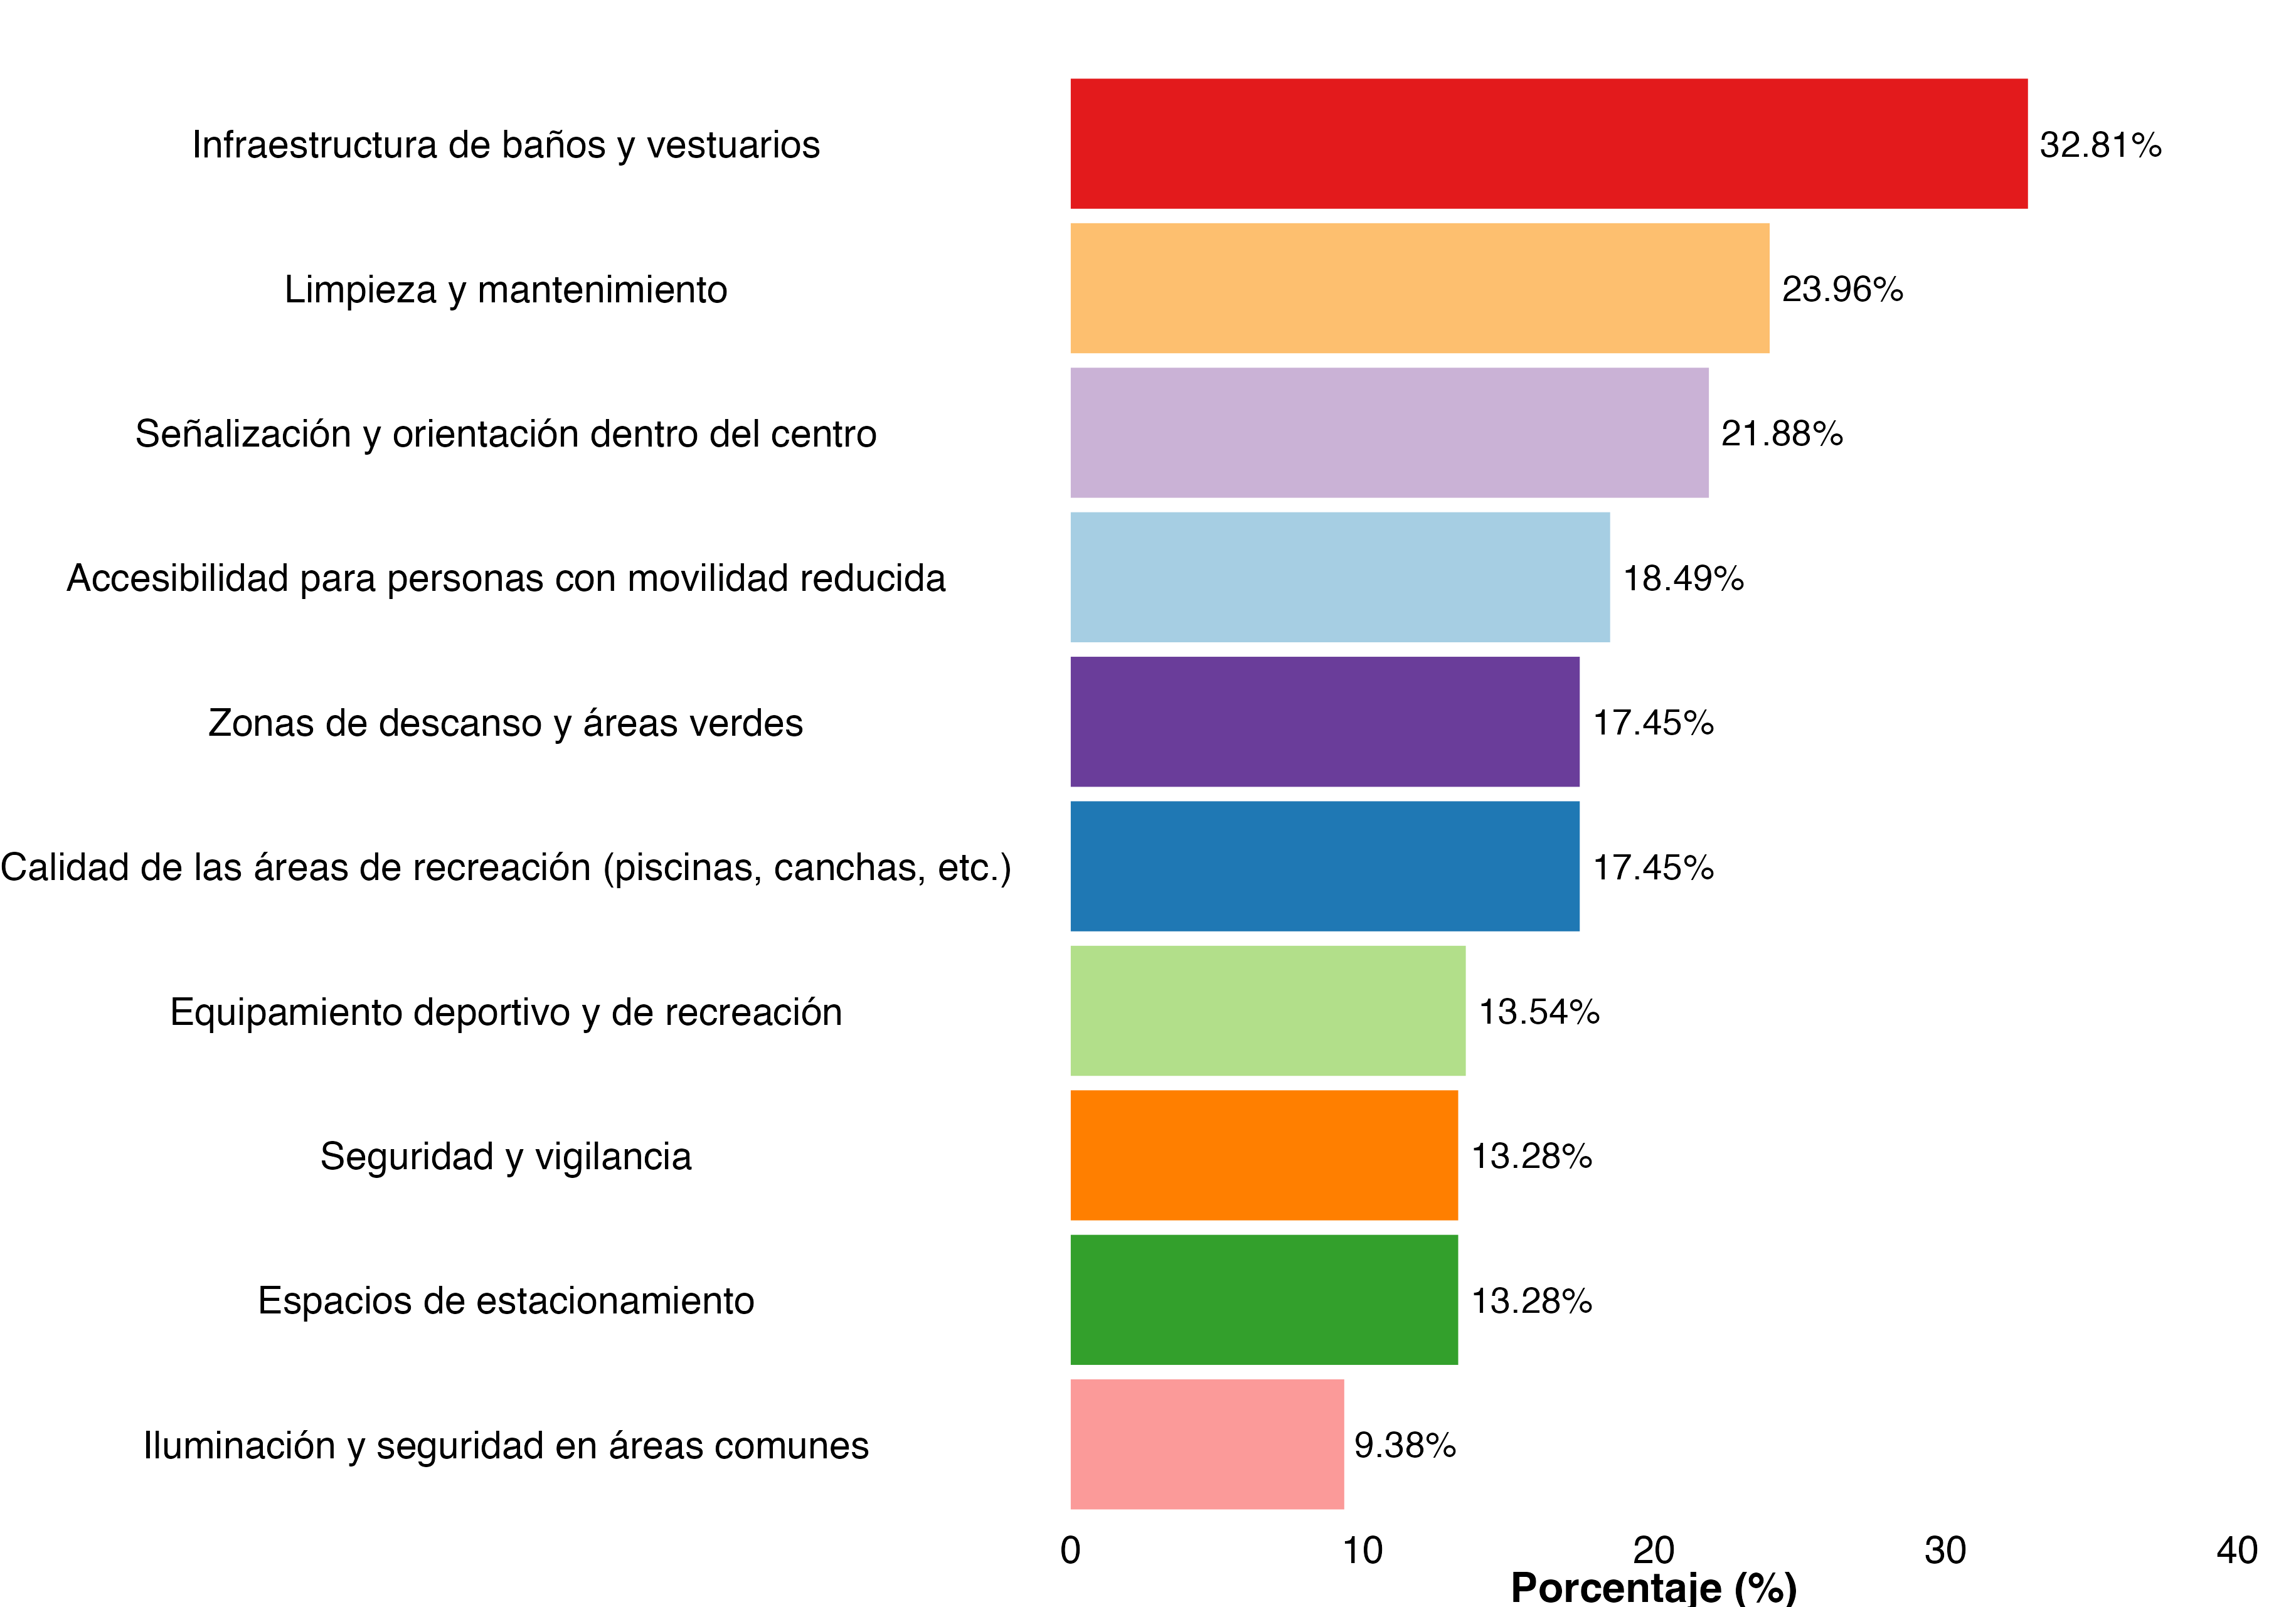 Infraestructura de baños y vestuarios 32.81%
Limpieza y mantenimiento 23.96%
Señalización y orientación dentro del centro 21.88%
Accesibilidad para personas con movilidad reducida 18.49%
Zonas de descanso y áreas verdes 17.45%
Calidad de las áreas de recreación (piscinas, canchas, etc.) 17.45%
Equipamiento deportivo y de recreación 13.54%
Seguridad y vigilancia 13.28%
Espacios de estacionamiento 13.28%
Iluminación y seguridad en áreas comunes 9.38%
0 10 20 30 40
Porcentaje (%)